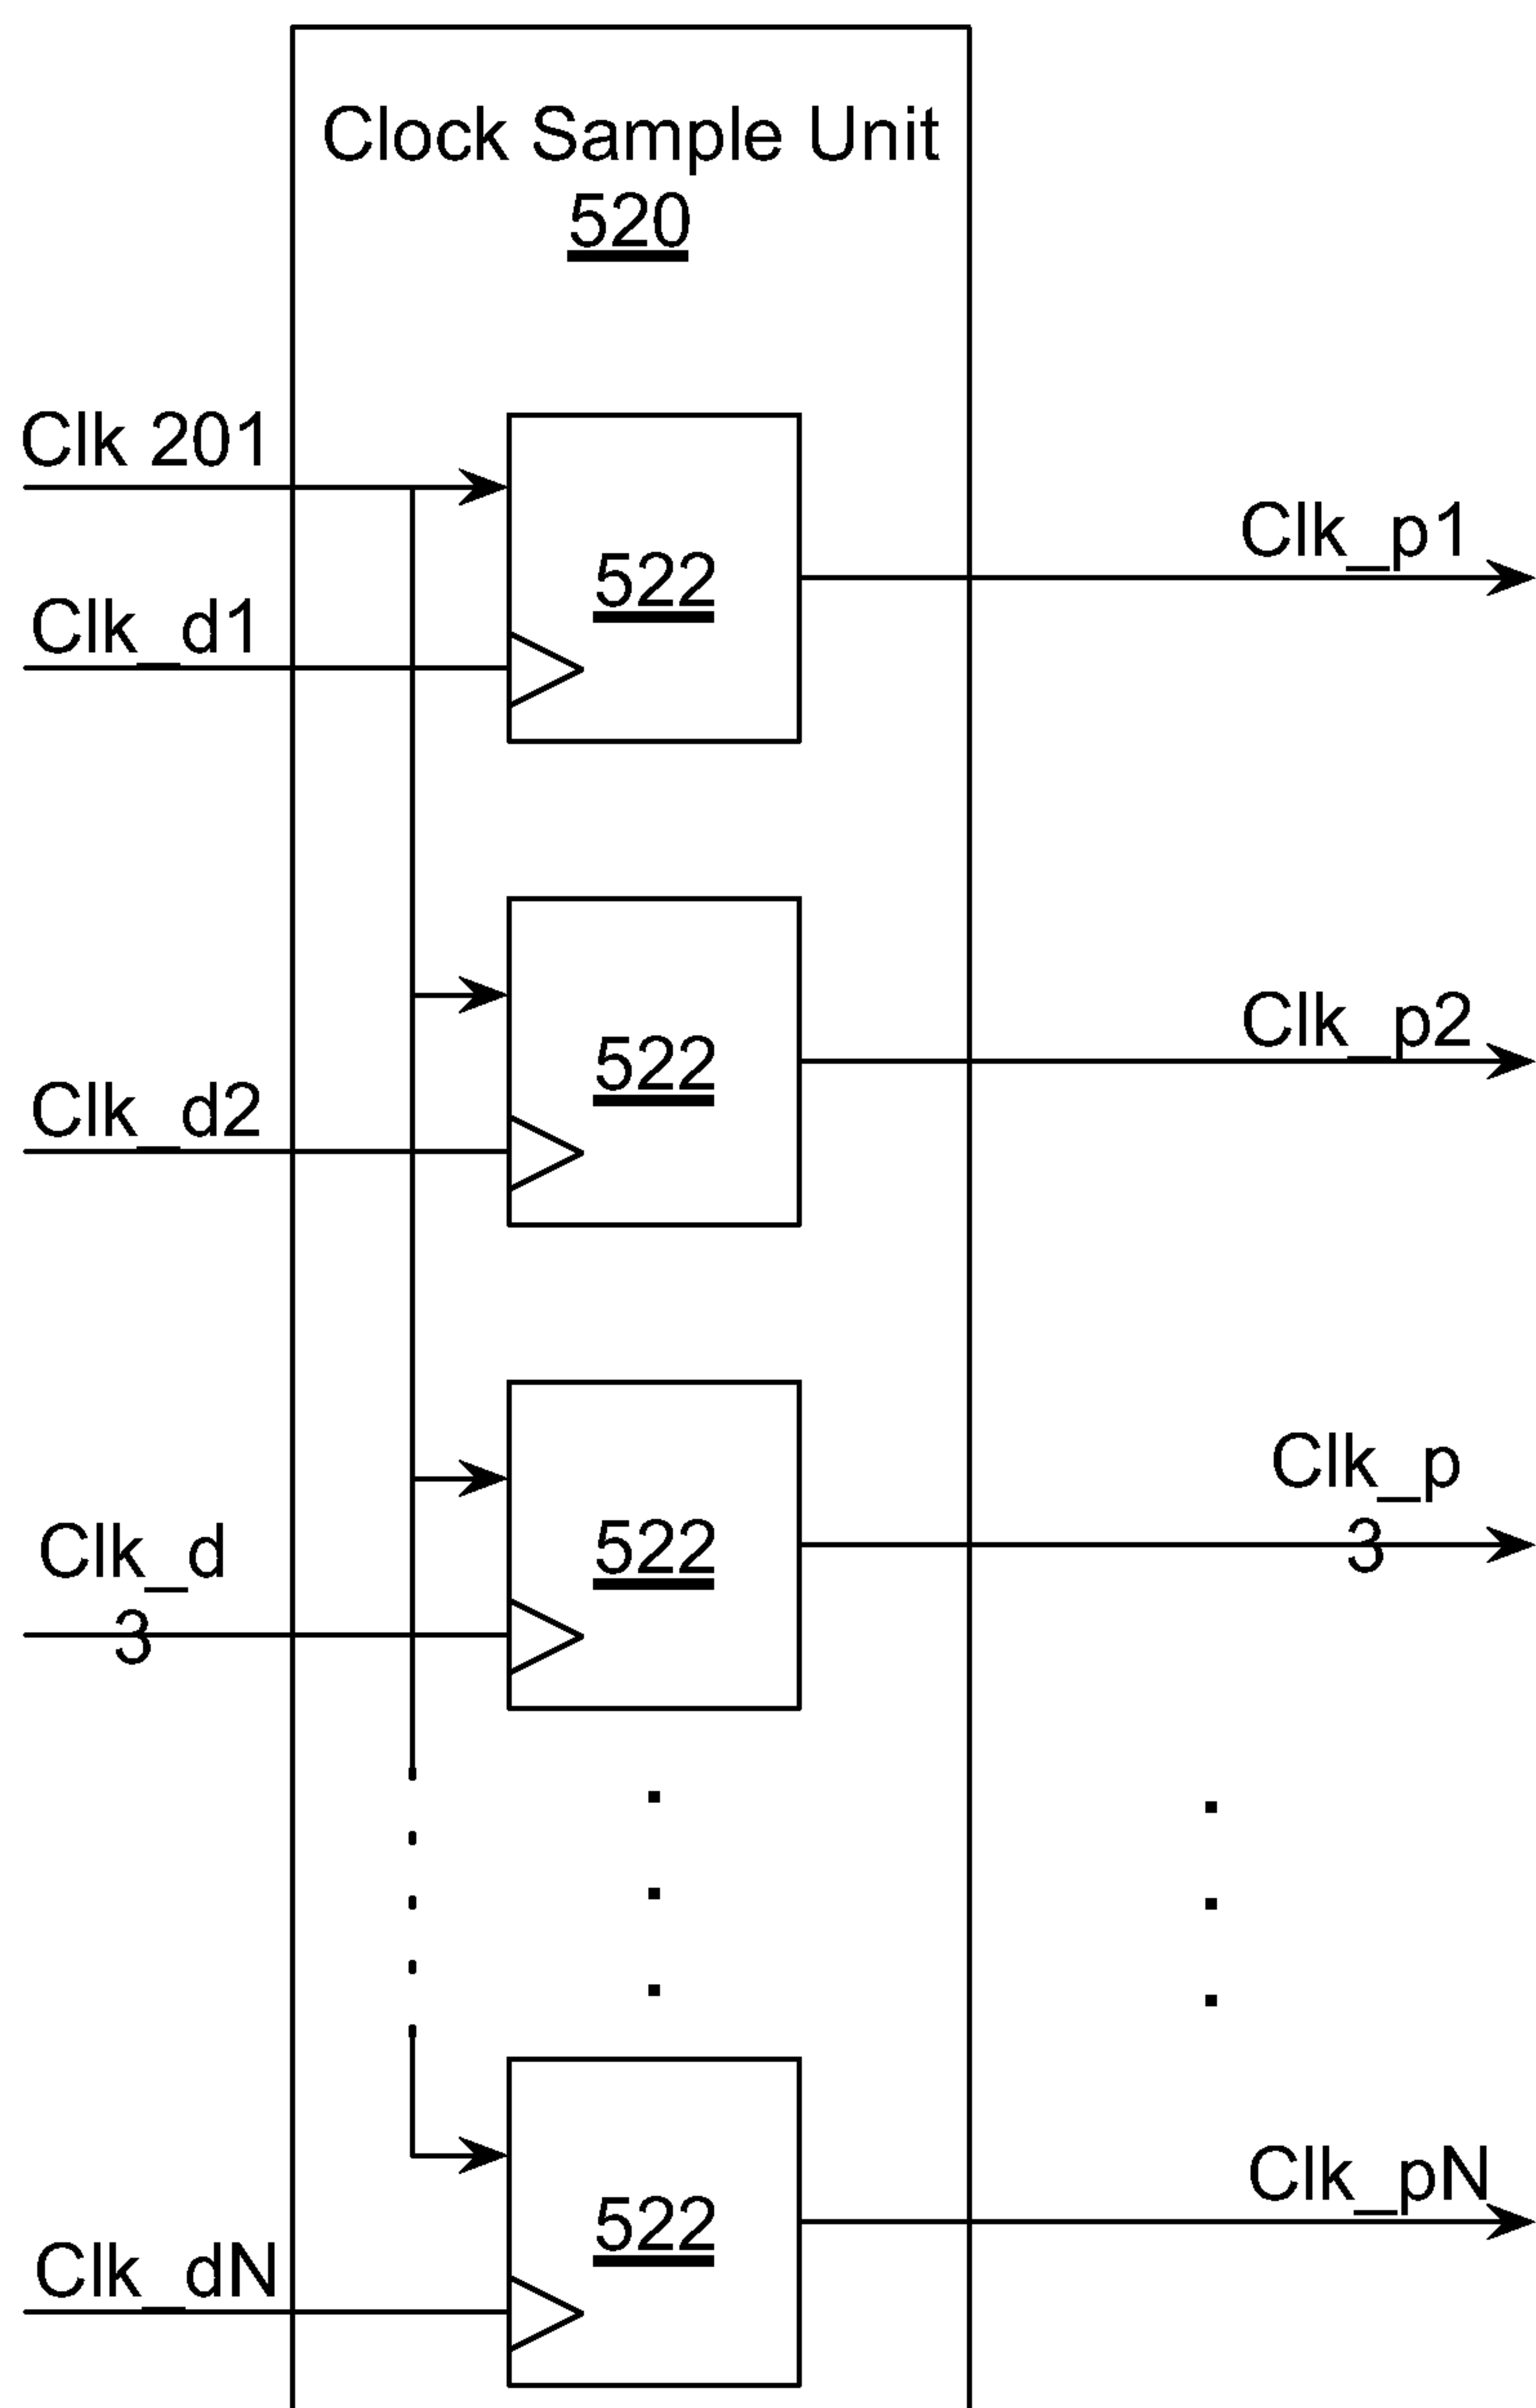 Clock Sample Unit
520
Clk 201
522
Clk_p1
Clk_d1
522
Clk_p2
Clk_d2
522
Clk_p
3
Clk_d
3
522
Clk_pN
Clk_dN